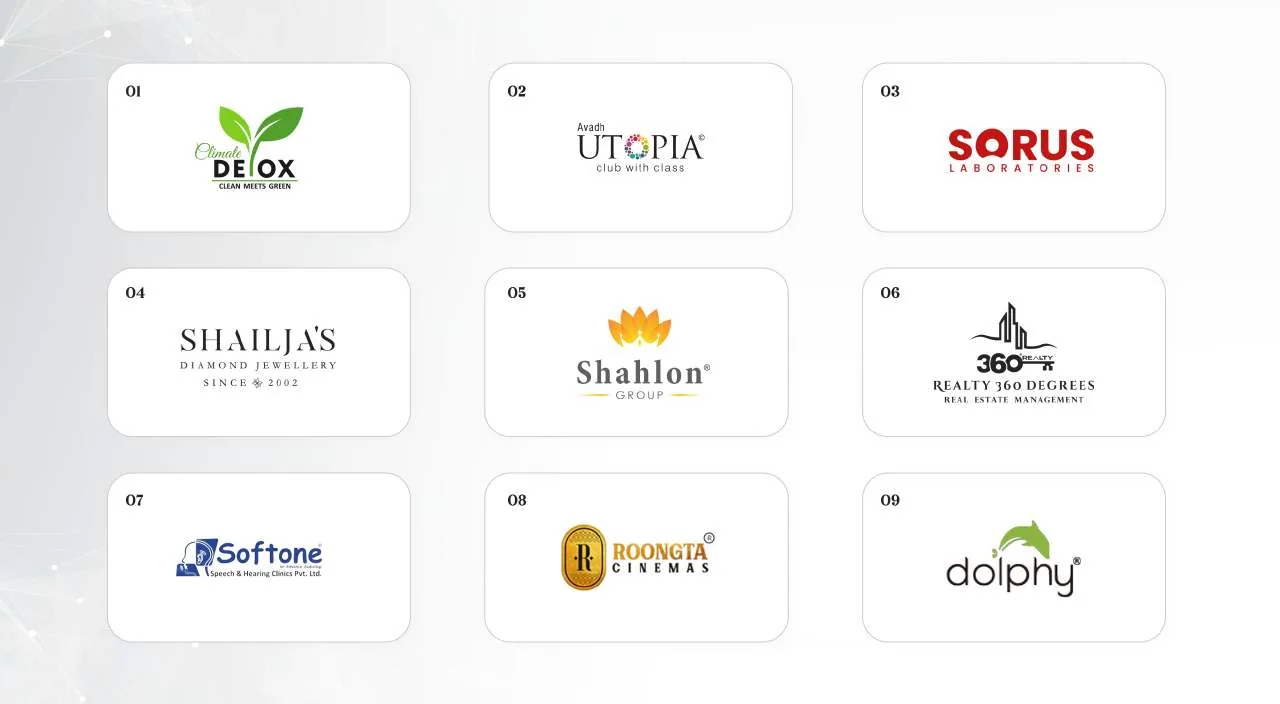 01
Climate
DETOX
CLEAN MEETS GREEN
02
Avadh
UTOPIA©
club with class
03
SORUS
LABORATORIES
04
SHAILJA'S
DIAMOND JEWELLERY
SINCE 2002
05
Shahlon®
GROUP
06
360° REALTY
REALTY 360 DEGREES
REAL ESTATE MANAGEMENT
07
Softone
Speech & Hearing Clinics Pvt. Ltd.
08
R
ROONGTA®
CINEMAS
09
dolphy®